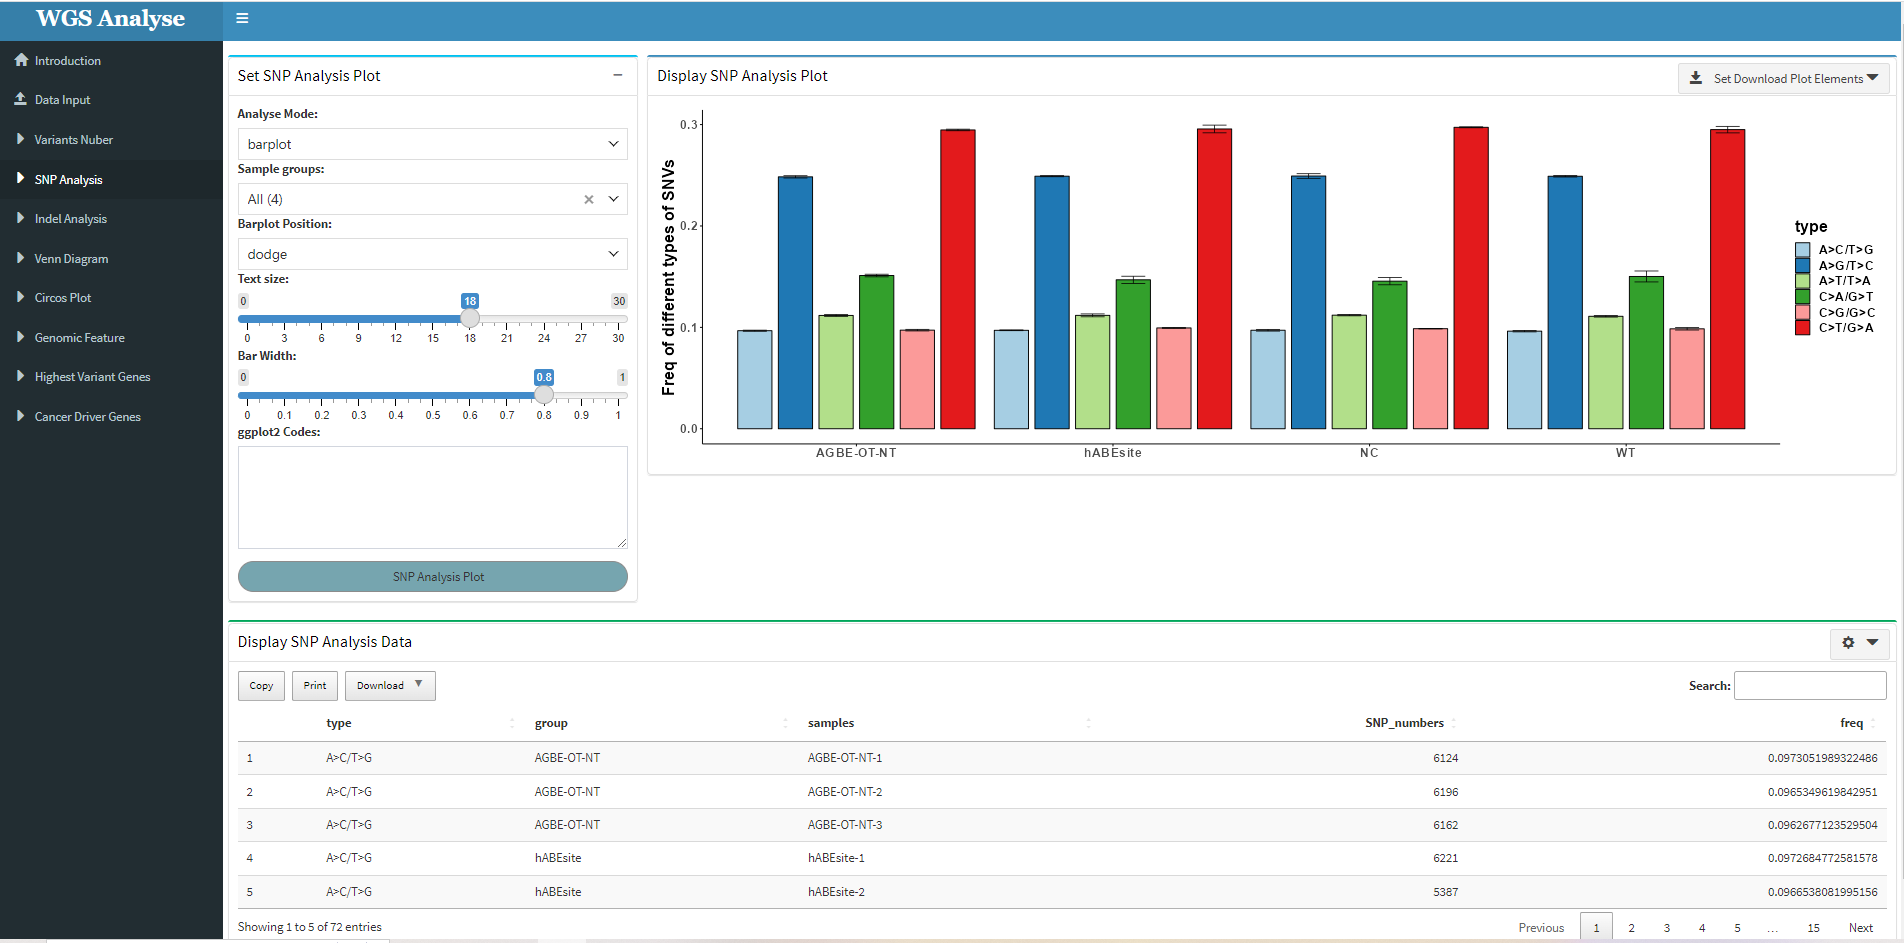 WGS Analyse
Introduction
Data Input
Variants Nuber
SNP Analysis
Indel Analysis
Venn Diagram
Circos Plot
Genomic Feature
Highest Variant Genes
Cancer Driver Genes
Set SNP Analysis Plot
Analyse Mode:
barplot
Sample groups:
All (4)
Barplot Position:
dodge
Text size:
0 18 30
0 3 6 9 12 15 18 21 24 27 30
Bar Width:
0 0.8 1
0 0.1 0.2 0.3 0.4 0.5 0.6 0.7 0.8 0.9 1
ggplot2 Codes:
SNP Analysis Plot
Display SNP Analysis Plot
Set Download Plot Elements
Freq of different types of SNVs
0.3
0.2
0.1
0.0
AGBE-OT-NT hABEsite NC WT
type
A>C/T>G
A>G/T>C
A>T/T>A
C>A/G>T
C>G/G>C
C>T/G>A
Display SNP Analysis Data
Copy Print Download
Search:
type group samples SNP_numbers freq
1 A>C/T>G AGBE-OT-NT AGBE-OT-NT-1 6124 0.0973051989322486
2 A>C/T>G AGBE-OT-NT AGBE-OT-NT-2 6196 0.0965349619842951
3 A>C/T>G AGBE-OT-NT AGBE-OT-NT-3 6162 0.0962677123529504
4 A>C/T>G hABEsite hABEsite-1 6221 0.0972684772581578
5 A>C/T>G hABEsite hABEsite-2 5387 0.0966538081995156
Showing 1 to 5 of 72 entries
Previous 1 2 3 4 5 … 15 Next